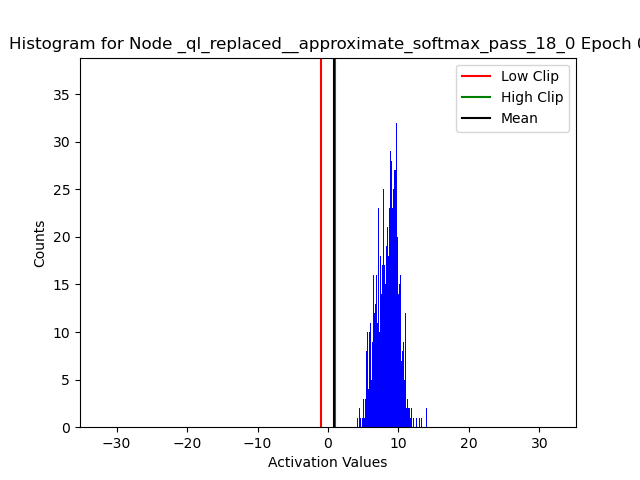 Histogram for Node _ql_replaced__approximate_softmax_pass_18_0 Epoch
Low Clip
High Clip
Mean
35
30
25
20
15
10
5
0
Counts
−30
−20
−10
0
10
20
30
Activation Values